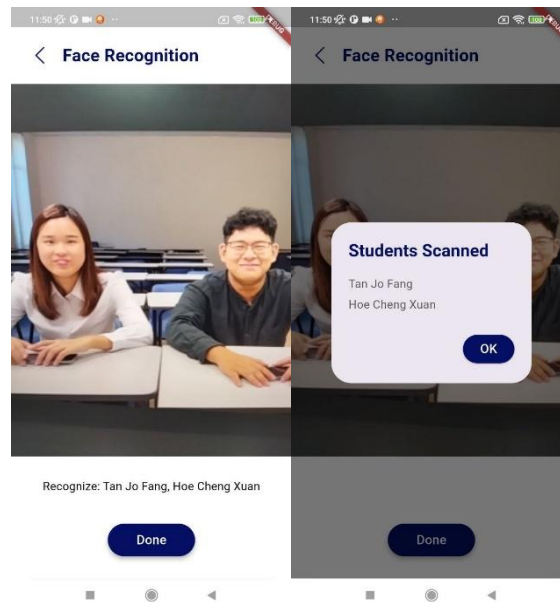 11:50
Face Recognition
Recognize: Tan Jo Fang, Hoe Cheng Xuan
Done
11:50
Face Recognition
Students Scanned
Tan Jo Fang
Hoe Cheng Xuan
OK
Done